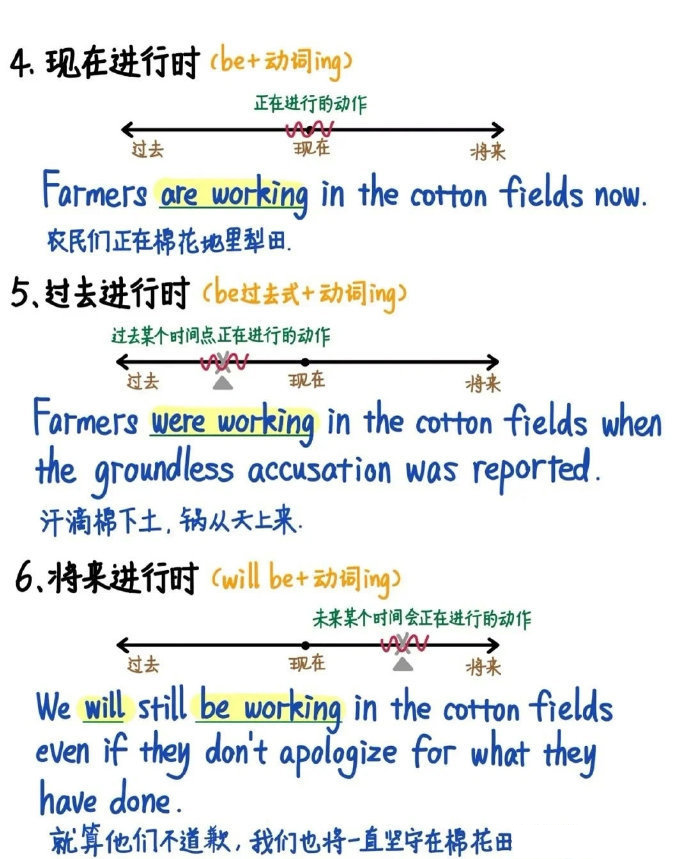 4. 现在进行时 (be+动词ing)
正在进行的动作
过去 现在 将来
Farmers are working in the cotton fields now.
农民们正在棉花地里犁田.
5、过去进行时 (be过去式+动词ing)
过去某个时间点正在进行的动作
过去 现在 将来
Farmers were working in the cotton fields when
the groundless accusation was reported.
汗滴棉下土, 锅从天上来.
6、将来进行时 (will be+动词ing)
未来某个时间会正在进行的动作
过去 现在 将来
We will still be working in the cotton fields
even if they don't apologize for what they
have done.
就算他们不道歉, 我们也将一直坚守在棉花田